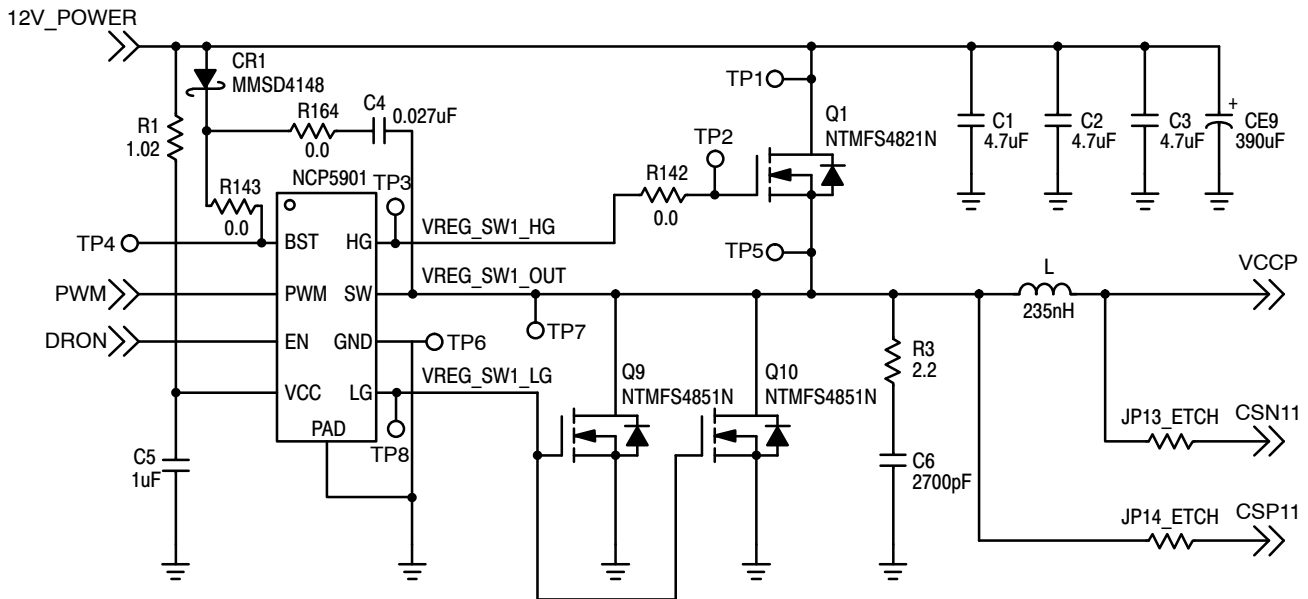 12V_POWER
CR1
MMSD4148
TP1
R164
0.0
C4
0.027uF
R1
1.02
Q1
NTMFS4821N
C1
4.7uF
C2
4.7uF
C3
4.7uF
+
CE9
390uF
TP2
R142
0.0
R143
0.0
NCP5901
TP3
VREG_SW1_HG
TP4
BST
HG
TP5
VREG_SW1_OUT
L
235nH
VCCP
PWM
PWM
SW
TP7
DRON
EN
GND
TP6
R3
2.2
VREG_SW1_LG
Q9
NTMFS4851N
Q10
NTMFS4851N
VCC
LG
PAD
TP8
JP13_ETCH
CSN11
C5
1uF
C6
2700pF
JP14_ETCH
CSP11